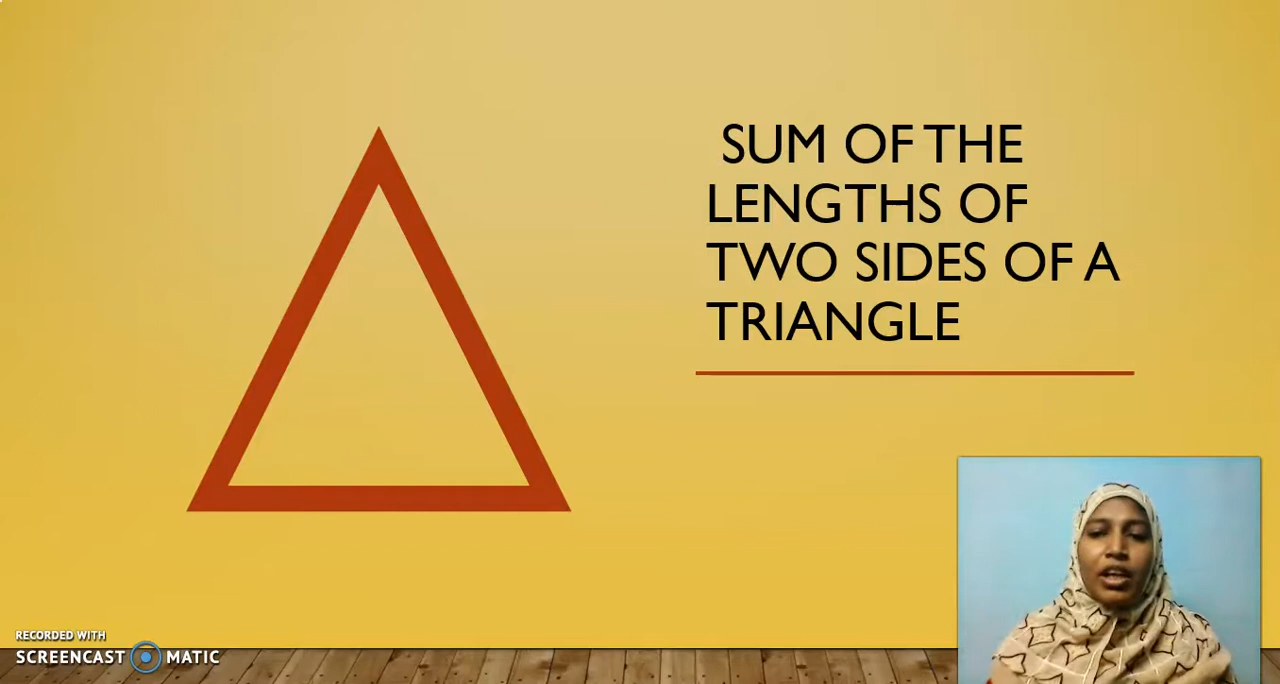 SUM OF THE
LENGTHS OF
TWO SIDES OF A
TRIANGLE
RECORDED WITH
SCREENCAST MATIC